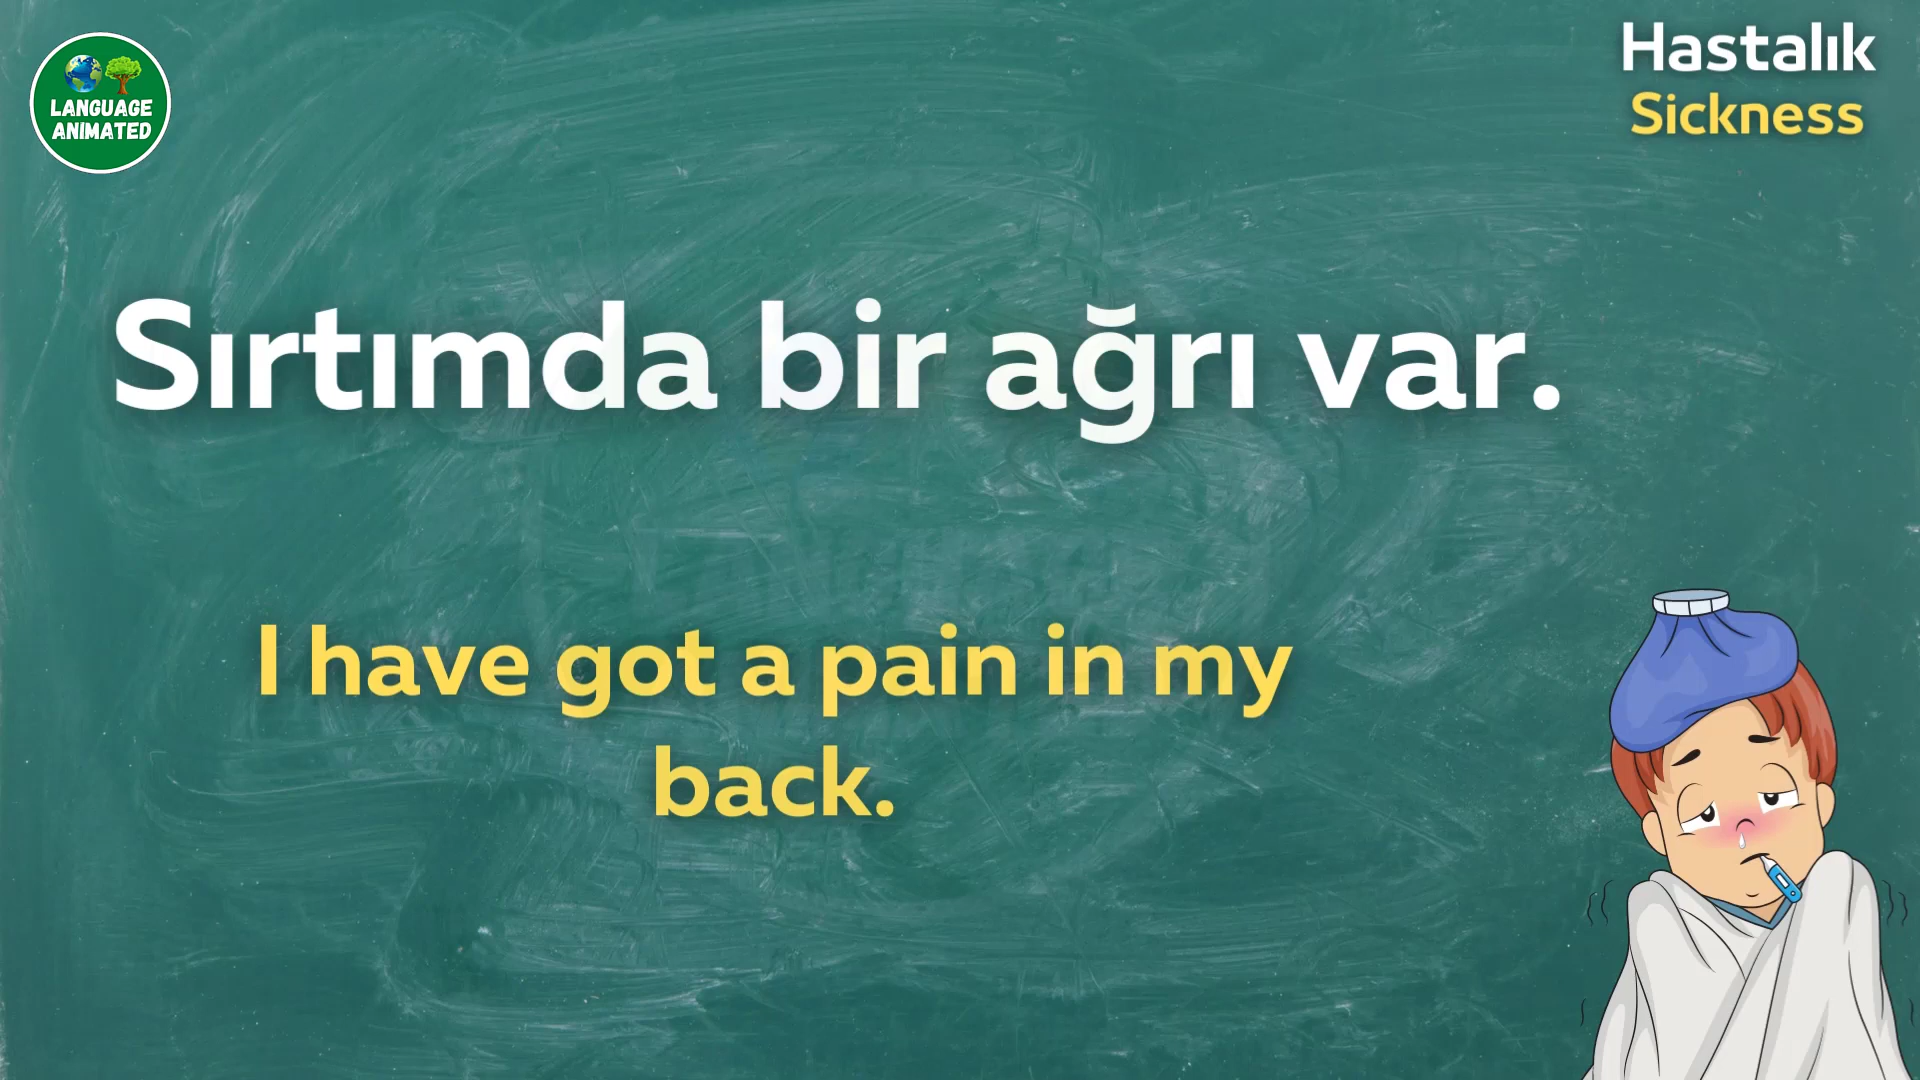 LANGUAGE
ANIMATED
Hastalık
Sickness
Sırtımda bir ağrı var.
I have got a pain in my
back.